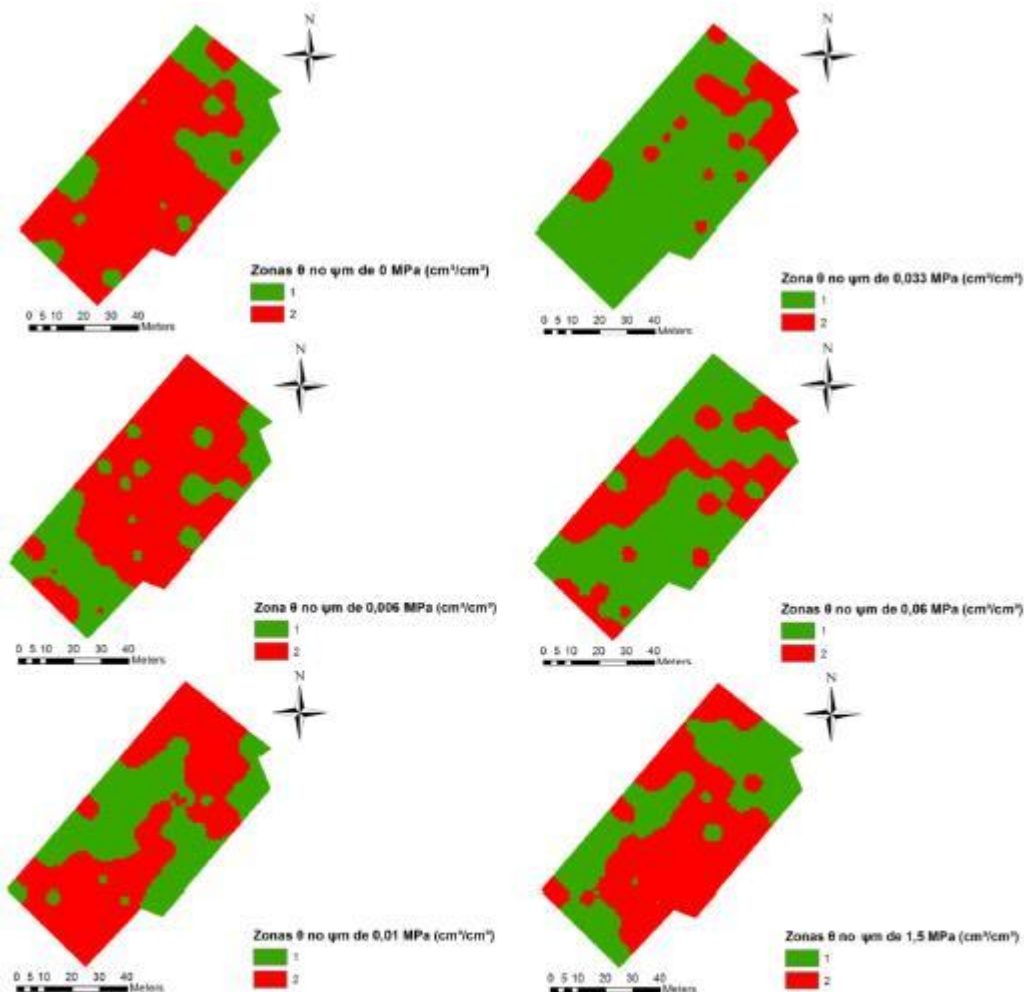 N
Zonas θ no ψm de 0 MPa (cm³/cm³)
1
2
0 5 10 20 30 40
Meters
N
Zona θ no ψm de 0,033 MPa (cm³/cm³)
1
2
0 5 10 20 30 40
Meters
N
Zona θ no ψm de 0,006 MPa (cm³/cm³)
1
2
0 5 10 20 30 40
Meters
N
Zonas θ no ψm de 0,06 MPa (cm³/cm³)
1
2
0 5 10 20 30 40
Meters
N
Zonas θ no ψm de 0,01 MPa (cm³/cm³)
1
2
0 5 10 20 30 40
Meters
N
Zonas θ no ψm de 1,5 MPa (cm³/cm³)
1
2
0 5 10 20 30 40
Meters